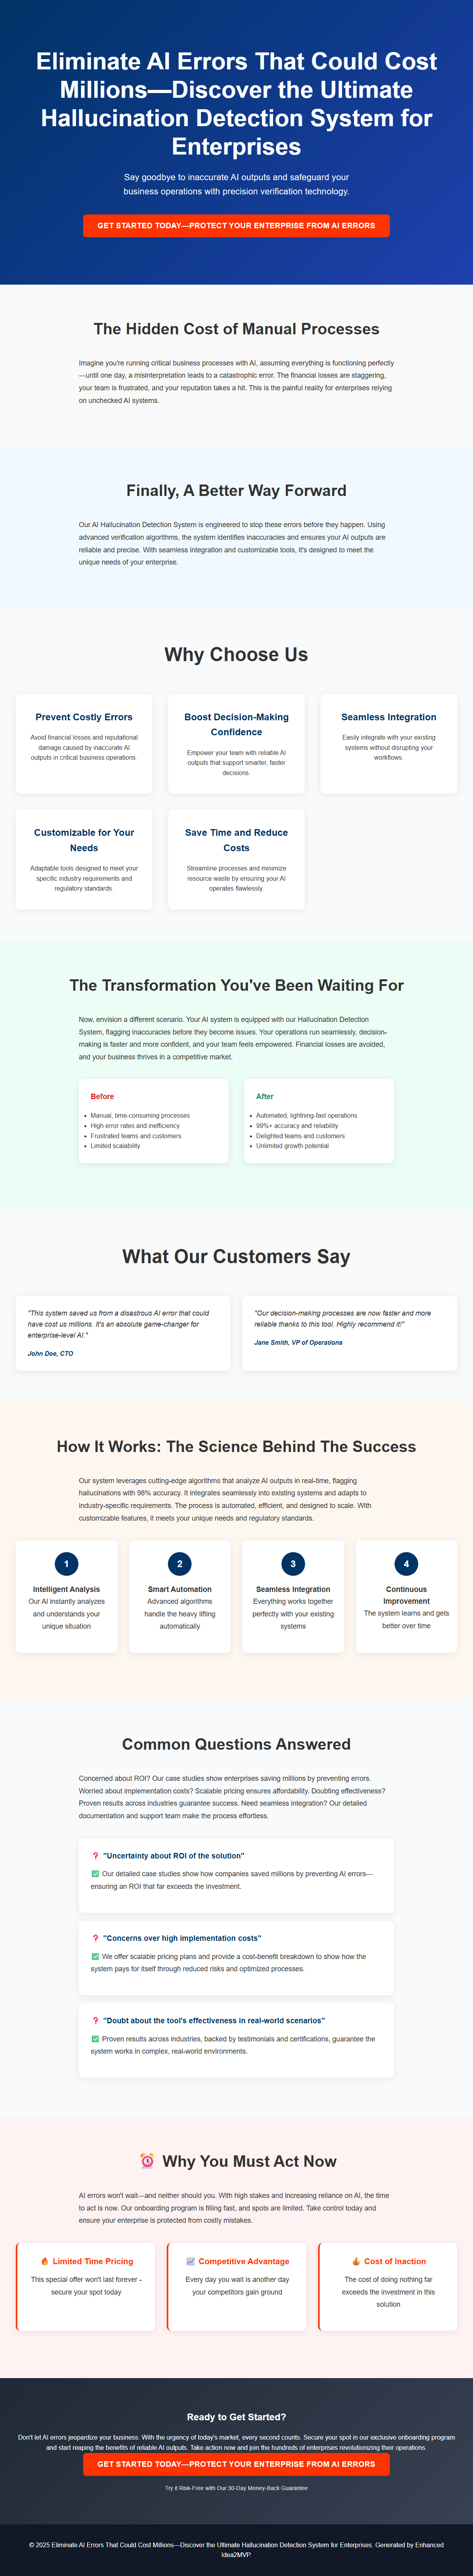 Eliminate AI Errors That Could Cost
Millions—Discover the Ultimate
Hallucination Detection System for
Enterprises
Say goodbye to inaccurate AI outputs and safeguard your
business operations with precision verification technology.
GET STARTED TODAY—PROTECT YOUR ENTERPRISE FROM AI ERRORS
The Hidden Cost of Manual Processes
Imagine you're running critical business processes with AI, assuming everything is functioning perfectly
—until one day, a misinterpretation leads to a catastrophic error. The financial losses are staggering,
your team is frustrated, and your reputation takes a hit. This is the painful reality for enterprises relying
on unchecked AI systems.
Finally, A Better Way Forward
Our AI Hallucination Detection System is engineered to stop these errors before they happen. Using
advanced verification algorithms, the system identifies inaccuracies and ensures your AI outputs are
reliable and precise. With seamless integration and customizable tools, it's designed to meet the
unique needs of your enterprise.
Why Choose Us
Prevent Costly Errors
Avoid financial losses and reputational
damage caused by inaccurate AI
outputs in critical business operations.
Boost Decision-Making
Confidence
Empower your team with reliable AI
outputs that support smarter, faster
decisions.
Seamless Integration
Easily integrate with your existing
systems without disrupting your
workflows.
Customizable for Your
Needs
Adaptable tools designed to meet your
specific industry requirements and
regulatory standards.
Save Time and Reduce
Costs
Streamline processes and minimize
resource waste by ensuring your AI
operates flawlessly.
The Transformation You've Been Waiting For
Now, envision a different scenario. Your AI system is equipped with our Hallucination Detection
System, flagging inaccuracies before they become issues. Your operations run seamlessly, decision-
making is faster and more confident, and your team feels empowered. Financial losses are avoided,
and your business thrives in a competitive market.
Before
• Manual, time-consuming processes
• High error rates and inefficiency
• Frustrated teams and customers
• Limited scalability
After
• Automated, lightning-fast operations
• 99%+ accuracy and reliability
• Delighted teams and customers
• Unlimited growth potential
What Our Customers Say
"This system saved us from a disastrous AI error that could
have cost us millions. It's an absolute game-changer for
enterprise-level AI."
John Doe, CTO
"Our decision-making processes are now faster and more
reliable thanks to this tool. Highly recommend it!"
Jane Smith, VP of Operations
How It Works: The Science Behind The Success
Our system leverages cutting-edge algorithms that analyze AI outputs in real-time, flagging
hallucinations with 98% accuracy. It integrates seamlessly into existing systems and adapts to
industry-specific requirements. The process is automated, efficient, and designed to scale. With
customizable features, it meets your unique needs and regulatory standards.
1
Intelligent Analysis
Our AI instantly analyzes
and understands your
unique situation
2
Smart Automation
Advanced algorithms
handle the heavy lifting
automatically
3
Seamless Integration
Everything works together
perfectly with your existing
systems
4
Continuous
Improvement
The system learns and gets
better over time
Common Questions Answered
Concerned about ROI? Our case studies show enterprises saving millions by preventing errors.
Worried about implementation costs? Scalable pricing ensures affordability. Doubting effectiveness?
Proven results across industries guarantee success. Need seamless integration? Our detailed
documentation and support team make the process effortless.
❓ "Uncertainty about ROI of the solution"
✅ Our detailed case studies show how companies saved millions by preventing AI errors—
ensuring an ROI that far exceeds the investment.
❓ "Concerns over high implementation costs"
✅ We offer scalable pricing plans and provide a cost-benefit breakdown to show how the
system pays for itself through reduced risks and optimized processes.
❓ "Doubt about the tool's effectiveness in real-world scenarios"
✅ Proven results across industries, backed by testimonials and certifications, guarantee the
system works in complex, real-world environments.
⏰ Why You Must Act Now
AI errors won't wait—and neither should you. With high stakes and increasing reliance on AI, the time
to act is now. Our onboarding program is filling fast, and spots are limited. Take control today and
ensure your enterprise is protected from costly mistakes.
🔥 Limited Time Pricing
This special offer won't last forever -
secure your spot today
📈 Competitive Advantage
Every day you wait is another day
your competitors gain ground
💰 Cost of Inaction
The cost of doing nothing far
exceeds the investment in this
solution
Ready to Get Started?
Don't let AI errors jeopardize your business. With the urgency of today's market, every second counts. Secure your spot in our exclusive onboarding program
and start reaping the benefits of reliable AI outputs. Take action now and join the hundreds of enterprises revolutionizing their operations.
GET STARTED TODAY—PROTECT YOUR ENTERPRISE FROM AI ERRORS
Try it Risk-Free with Our 30-Day Money-Back Guarantee
© 2025 Eliminate AI Errors That Could Cost Millions—Discover the Ultimate Hallucination Detection System for Enterprises. Generated by Enhanced
Idea2MVP.